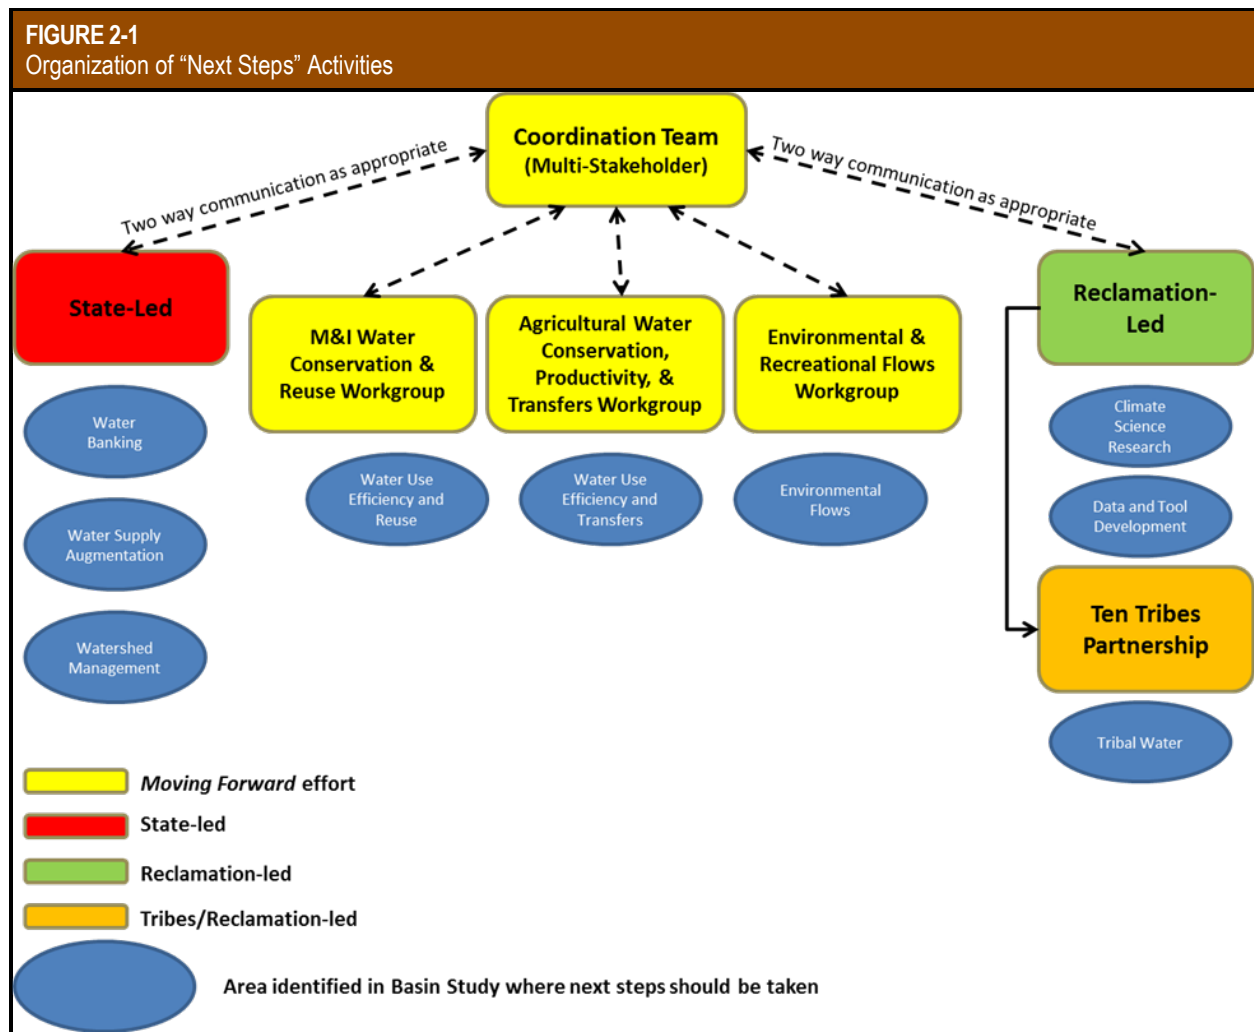 FIGURE 2-1
Organization of “Next Steps” Activities
Coordination Team
(Multi-Stakeholder)
Two way communication as appropriate
Two way communication as appropriate
State-Led
Water
Banking
Water Supply
Augmentation
Watershed
Management
M&I Water
Conservation &
Reuse Workgroup
Water Use
Efficiency and
Reuse
Agricultural Water
Conservation,
Productivity, &
Transfers Workgroup
Water Use
Efficiency and
Transfers
Environmental &
Recreational Flows
Workgroup
Environmental
Flows
Reclamation-
Led
Climate
Science
Research
Data and Tool
Development
Ten Tribes
Partnership
Tribal Water
Moving Forward effort
State-led
Reclamation-led
Tribes/Reclamation-led
Area identified in Basin Study where next steps should be taken